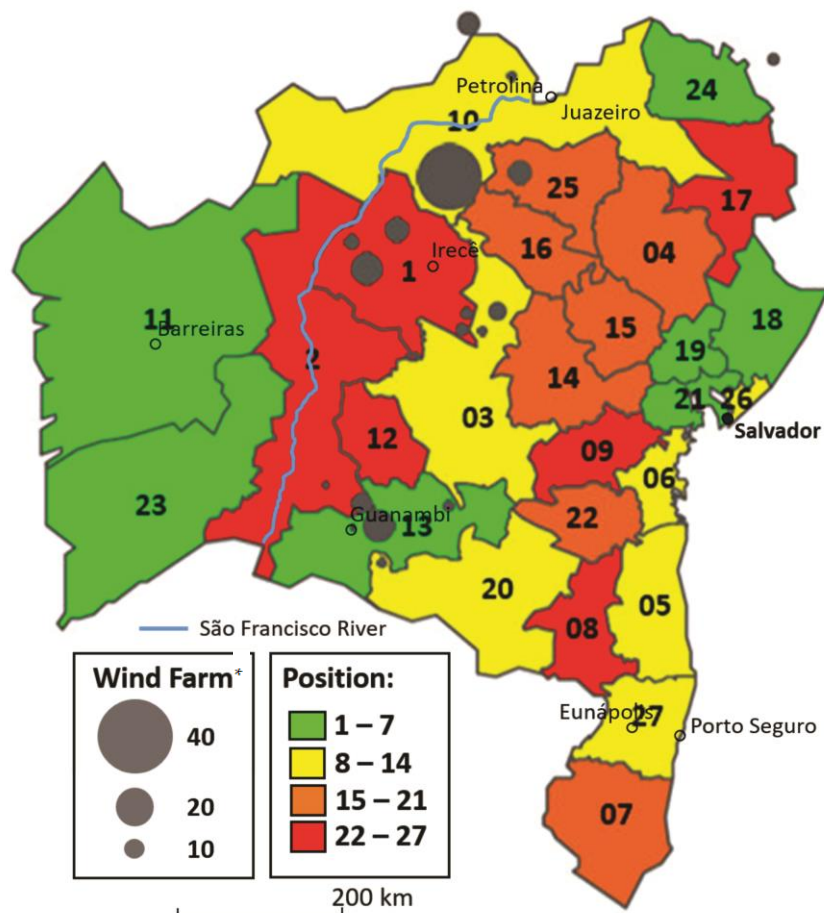 Petrolina
Juazeiro
10
24
17
25
16
04
1
Irecê
11
Barreiras
2
15
18
19
14
21
26
Salvador
03
12
09
06
23
Guanambi
13
22
20
05
08
São Francisco River
Wind Farm*
40
20
10
Position:
1 – 7
8 – 14
15 – 21
22 – 27
Eunápolis
27
Porto Seguro
07
200 km